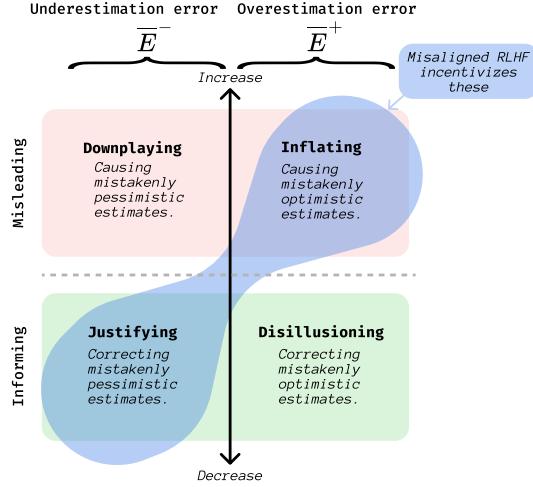 Underestimation error
Overestimation error
E̅⁻
E̅⁺
Increase
Misaligned RLHF
incentivizes
these
Misleading
Downplaying
Causing
mistakenly
pessimistic
estimates.
Inflating
Causing
mistakenly
optimistic
estimates.
Informing
Justifying
Correcting
mistakenly
pessimistic
estimates.
Disillusioning
Correcting
mistakenly
optimistic
estimates.
Decrease